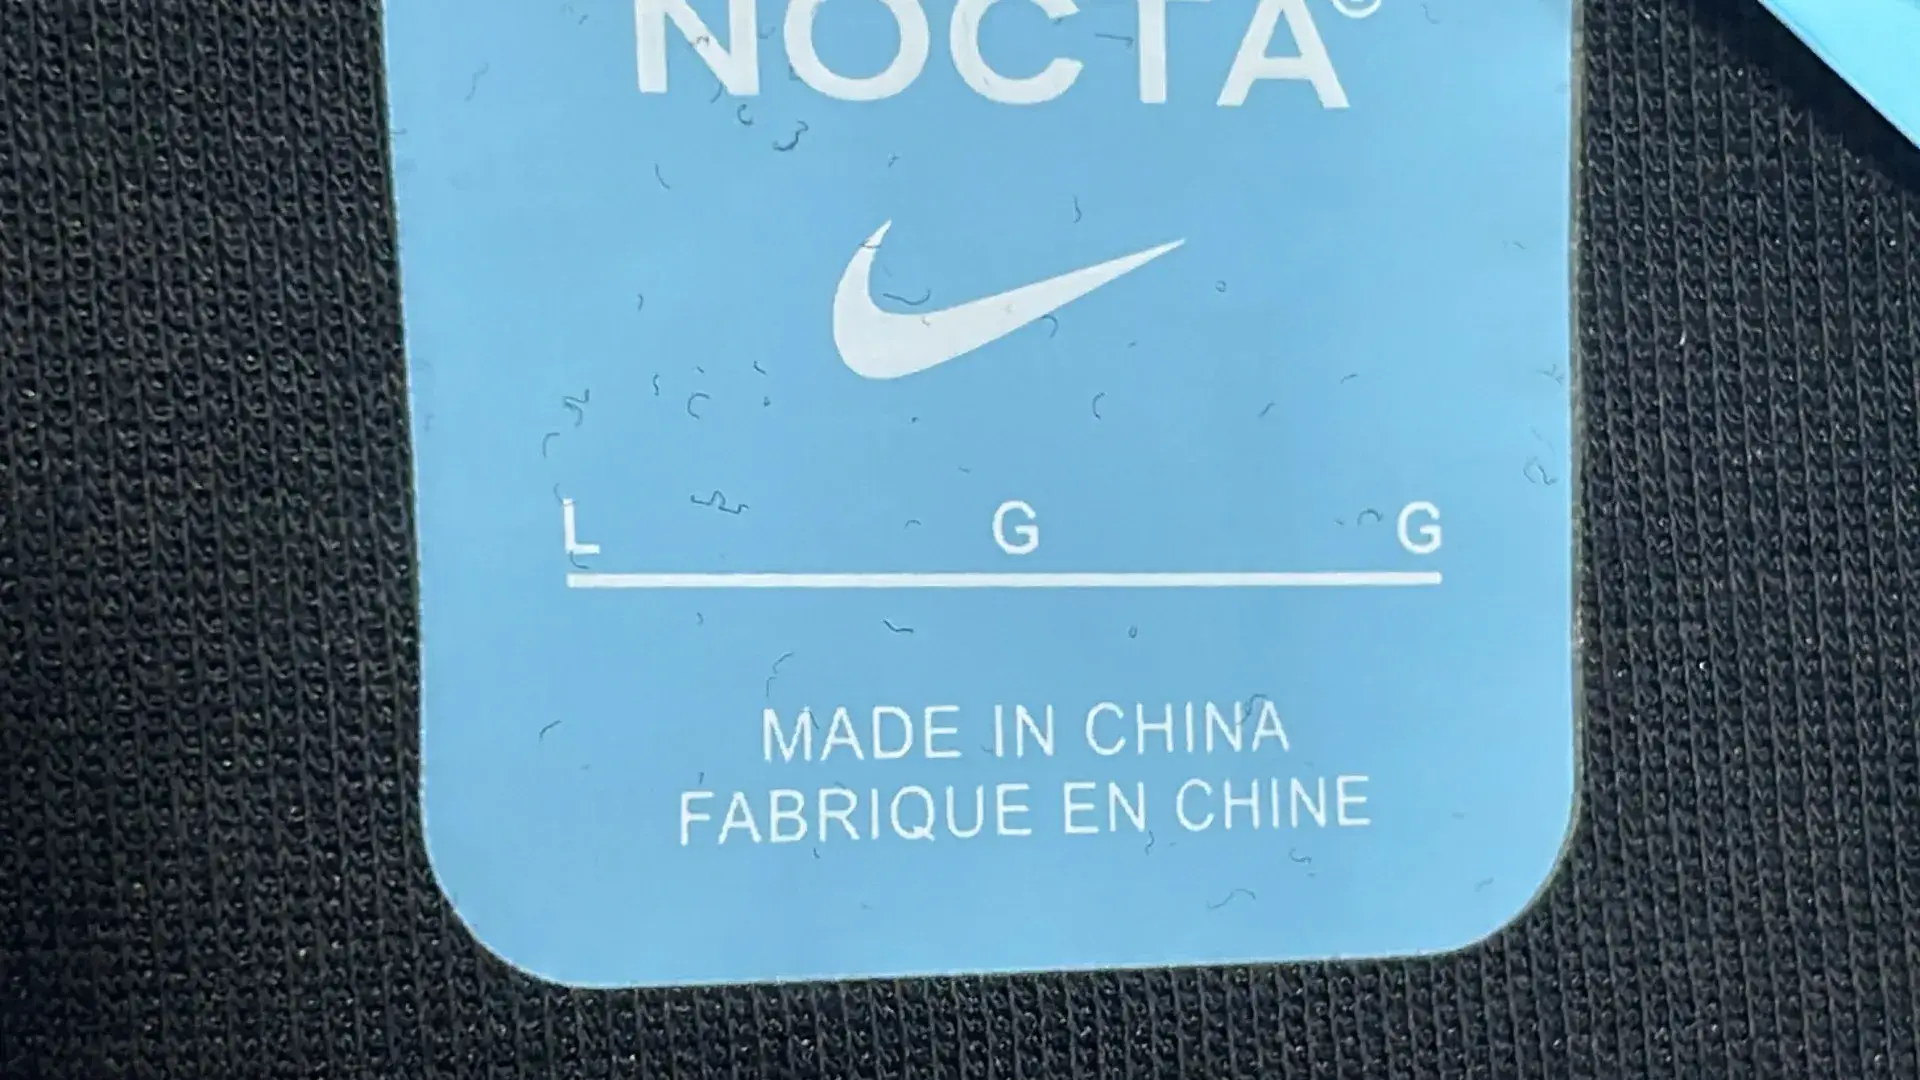 NOCTA®
L G G
MADE IN CHINA
FABRIQUE EN CHINE